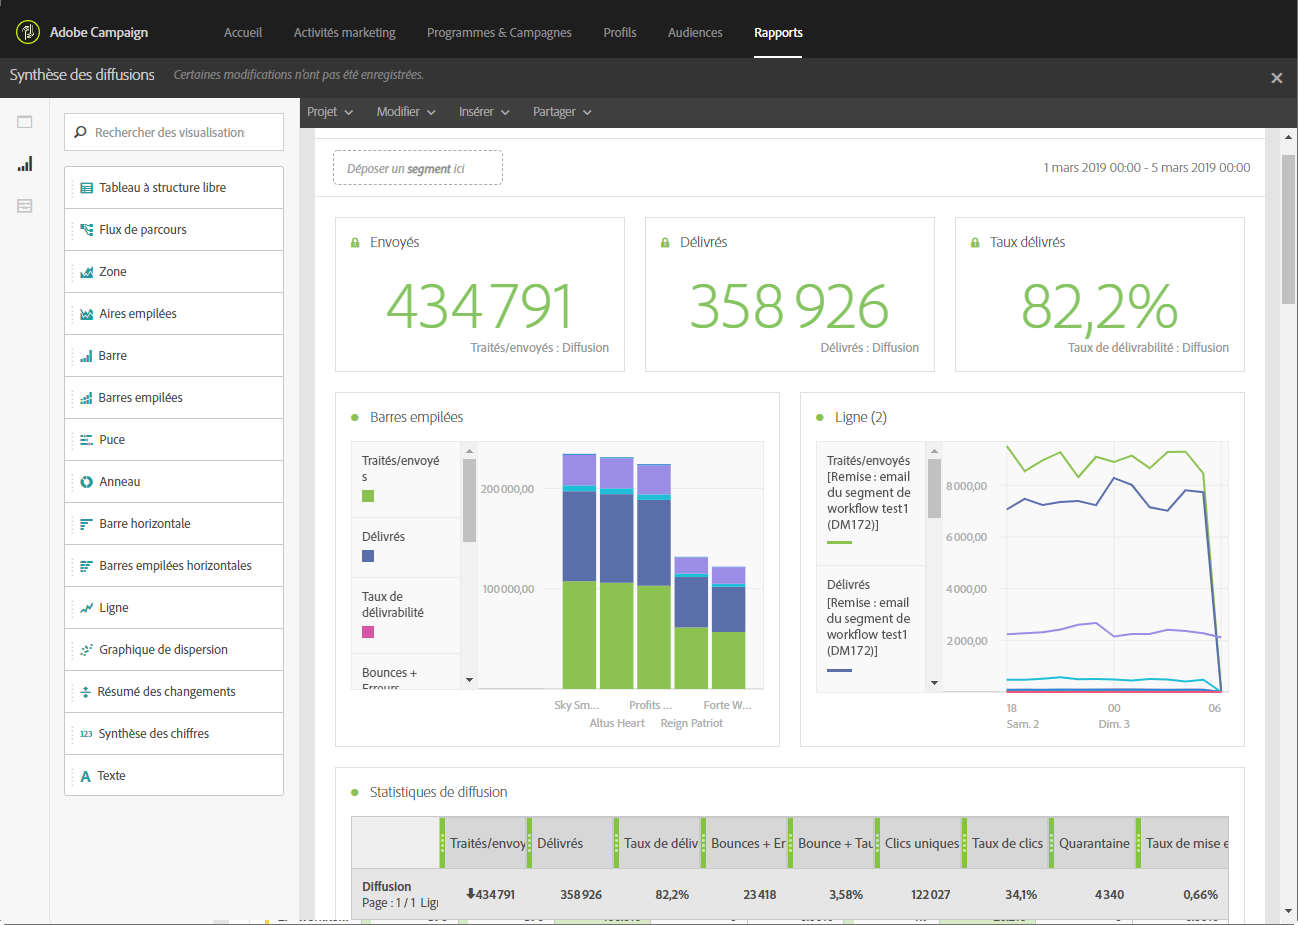 Adobe Campaign
Accueil
Activités marketing
Programmes & Campagnes
Profils
Audiences
Rapports
Synthèse des diffusions
Certaines modifications n'ont pas été enregistrées.
Projet
Modifier
Insérer
Partager
Rechercher des visualisation
Tableau à structure libre
Flux de parcours
Zone
Aires empilées
Barre
Barres empilées
Puce
Anneau
Barre horizontale
Barres empilées horizontales
Ligne
Graphique de dispersion
Résumé des changements
123 Synthèse des chiffres
A Texte
Déposer un segment ici
1 mars 2019 00:00 - 5 mars 2019 00:00
Envoyés
434 791
Traités/envoyés : Diffusion
Délivrés
358 926
Délivrés : Diffusion
Taux délivrés
82,2%
Taux de délivrabilité : Diffusion
Barres empilées
Traités/envoyé
s
Délivrés
Taux de
délivrabilité
Bounces +
Erreurs
200 000,00
100 000,00
Sky Sm...
Altus Heart
Profits ...
Reign Patriot
Forte W...
Ligne (2)
Traités/envoyés
[Remise : email
du segment de
workflow test1
(DM172)]
Délivrés
[Remise : email
du segment de
workflow test1
(DM172)]
8 000,00
6 000,00
4 000,00
2 000,00
18
Sam. 2
00
Dim. 3
06
Statistiques de diffusion
Traités/envoy
Délivrés
Taux de déliv
Bounces + Er
Bounce + Tau
Clics uniques
Taux de clics
Quarantaine
Taux de mise e
Diffusion
Page : 1 / 1 Lign
434 791
358 926
82,2%
23 418
3,58%
122 027
34,1%
4 340
0,66%